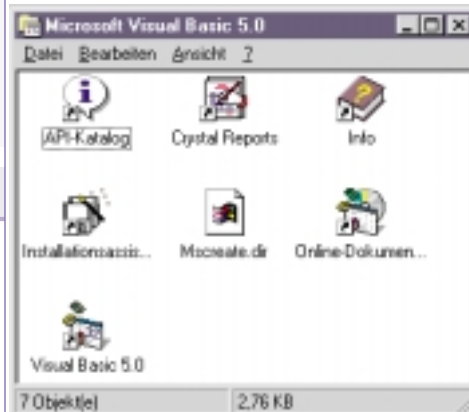 Microsoft Visual Basic 5.0
Datei Bearbeiten Ansicht ?
API-Katalog Crystal Reports Info
Installationsassis... Mscreate.dir Online-Dokumen...
Visual Basic 5.0
7 Objekt(e) 2,76 KB